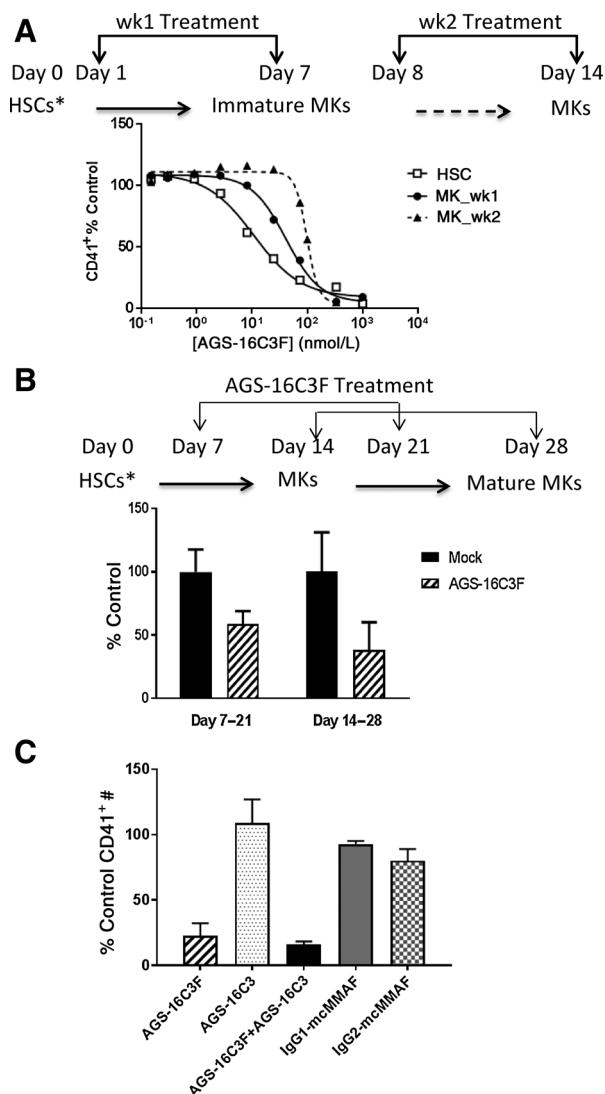 A
wk1 Treatment
wk2 Treatment
Day 0 Day 1 Day 7 Day 8 Day 14
HSCs* Immature MKs MKs
150
100
50
0
CD41⁺ % Control
HSC
MK_wk1
MK_wk2
10⁻¹ 10⁰ 10¹ 10² 10³ 10⁴
[AGS-16C3F] (nmol/L)
B
AGS-16C3F Treatment
Day 0 Day 7 Day 14 Day 21 Day 28
HSCs* MKs Mature MKs
150
100
50
0
% Control
Mock
AGS-16C3F
Day 7–21 Day 14–28
C
150
100
50
0
% Control CD41⁺ #
AGS-16C3F
AGS-16C3
AGS-16C3F+AGS-16C3
IgG1-mcMMAF
IgG2-mcMMAF